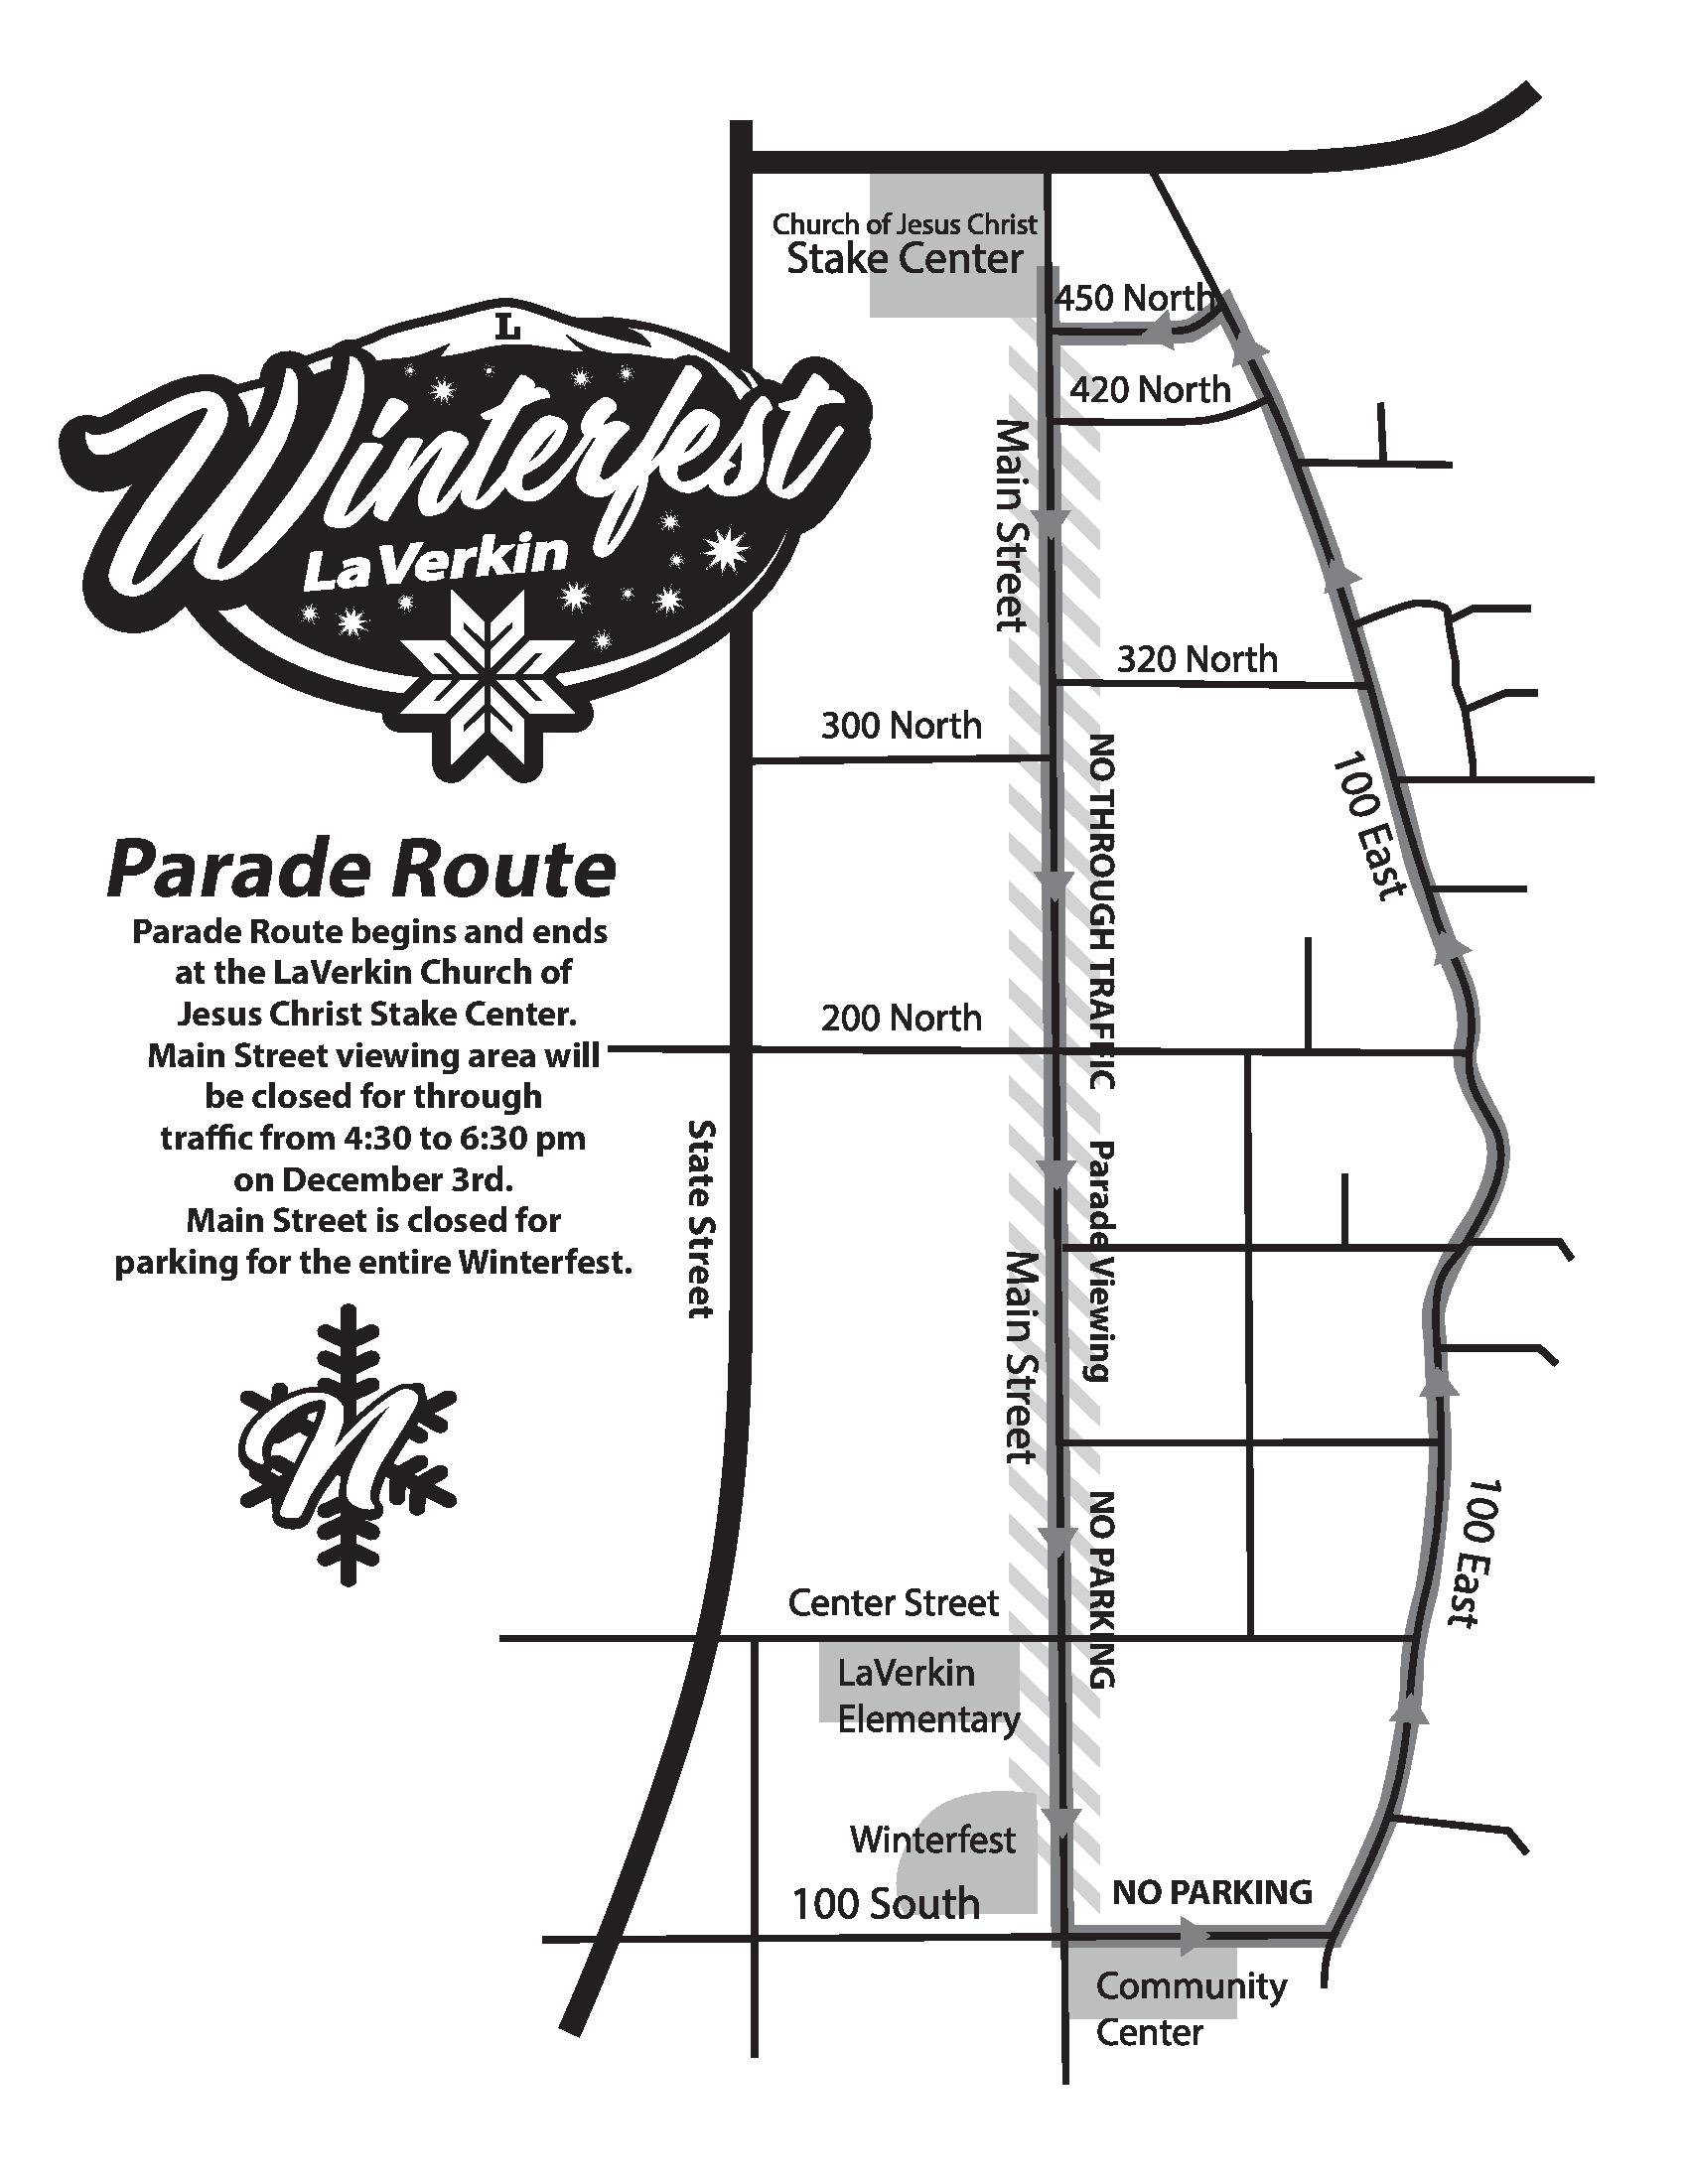 Church of Jesus Christ
Stake Center
450 North
420 North
L
Winterfest
LaVerkin
Main Street
320 North
300 North
NO THROUGH TRAFFIC
100 East
Parade Route
Parade Route begins and ends
at the LaVerkin Church of
Jesus Christ Stake Center.
Main Street viewing area will
be closed for through
traffic from 4:30 to 6:30 pm
on December 3rd.
Main Street is closed for
parking for the entire Winterfest.
200 North
State Street
Parade Viewing
Main Street
N
NO PARKING
100 East
Center Street
LaVerkin
Elementary
Winterfest
100 South
NO PARKING
Community
Center